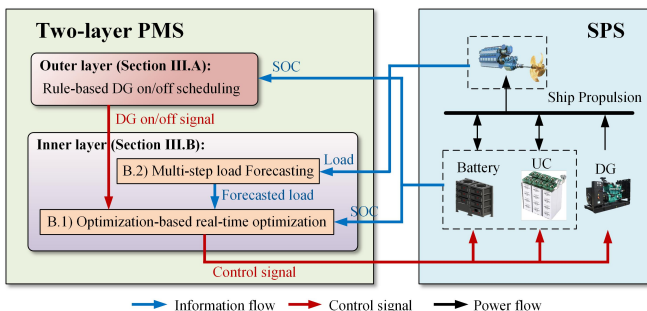 Two-layer PMS
SPS
Outer layer (Section III.A):
Rule-based DG on/off scheduling
SOC
DG on/off signal
Ship Propulsion
Inner layer (Section III.B):
B.2) Multi-step load Forecasting
Load
Forecasted load
B.1) Optimization-based real-time optimization
SOC
Control signal
Battery
UC
DG
Information flow
Control signal
Power flow